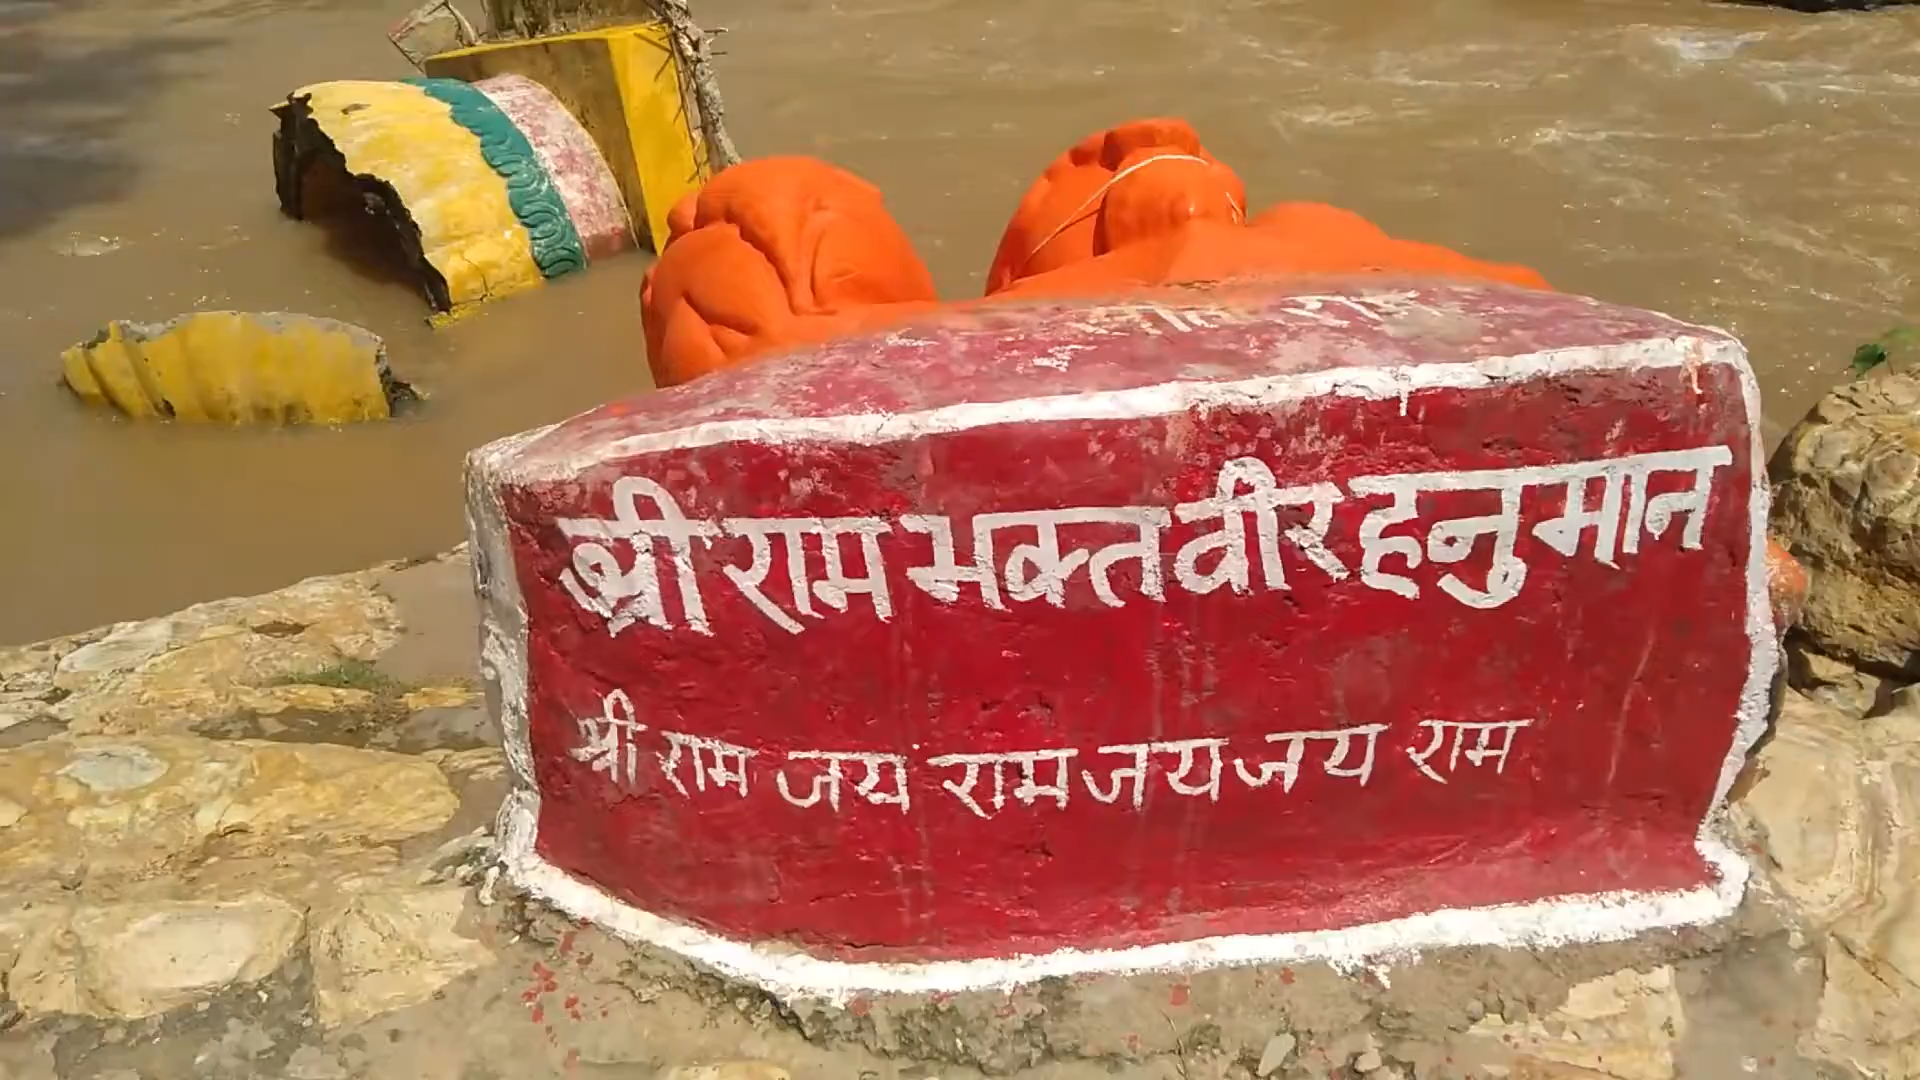 श्री राम भक्त वीर हनुमान
श्री राम जय राम जय जय राम